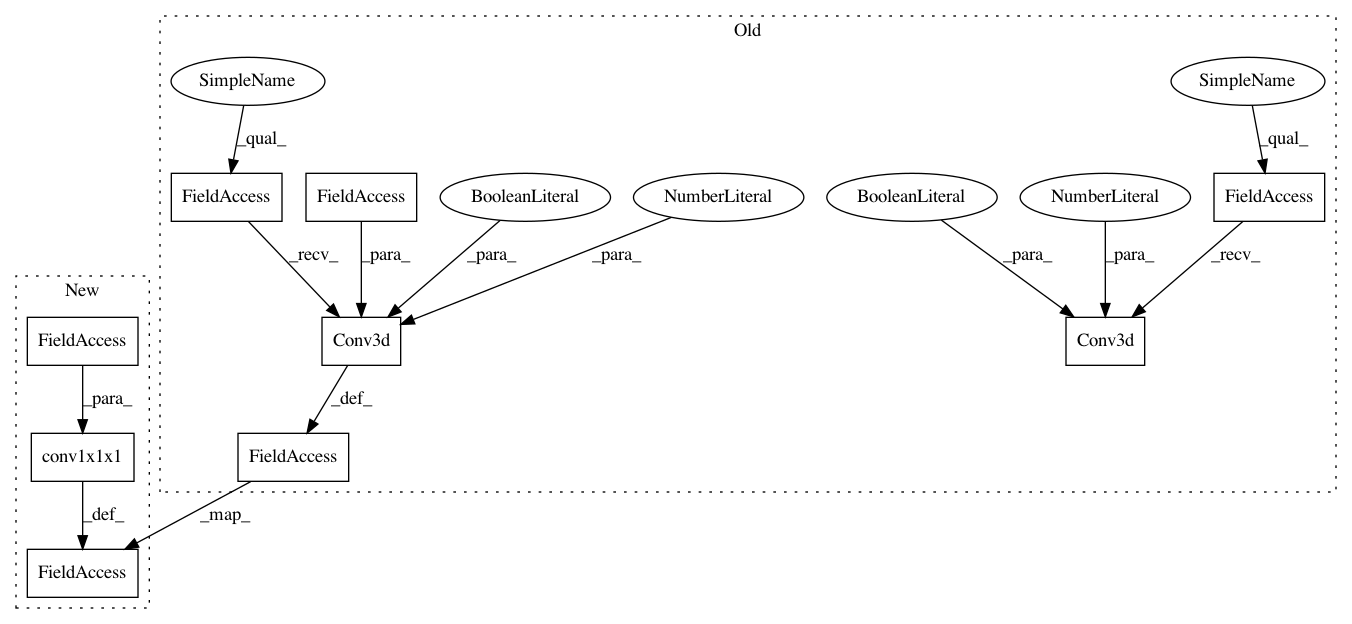 Old
SimpleName
SimpleName
_qual_
_qual_
FieldAccess
FieldAccess
BooleanLiteral
NumberLiteral
BooleanLiteral
NumberLiteral
FieldAccess
_recv_
_para_
_para_
_para_
_para_
_para_
_recv_
New
FieldAccess
Conv3d
Conv3d
_para_
_def_
conv1x1x1
FieldAccess
_def_
_map_
FieldAccess